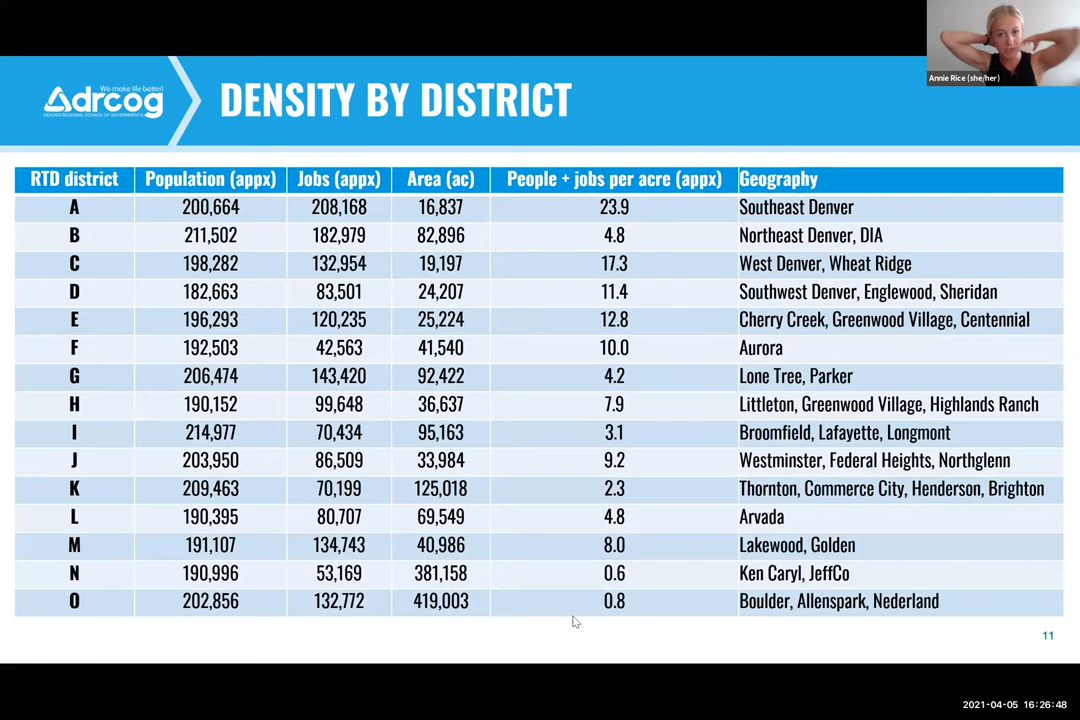 Annie Rice (she/her)
We make life better!
drcog
DENVER REGIONAL COUNCIL OF GOVERNMENTS
DENSITY BY DISTRICT
RTD district Population (appx) Jobs (appx) Area (ac) People + jobs per acre (appx) Geography
A 200,664 208,168 16,837 23.9 Southeast Denver
B 211,502 182,979 82,896 4.8 Northeast Denver, DIA
C 198,282 132,954 19,197 17.3 West Denver, Wheat Ridge
D 182,663 83,501 24,207 11.4 Southwest Denver, Englewood, Sheridan
E 196,293 120,235 25,224 12.8 Cherry Creek, Greenwood Village, Centennial
F 192,503 42,563 41,540 10.0 Aurora
G 206,474 143,420 92,422 4.2 Lone Tree, Parker
H 190,152 99,648 36,637 7.9 Littleton, Greenwood Village, Highlands Ranch
I 214,977 70,434 95,163 3.1 Broomfield, Lafayette, Longmont
J 203,950 86,509 33,984 9.2 Westminster, Federal Heights, Northglenn
K 209,463 70,199 125,018 2.3 Thornton, Commerce City, Henderson, Brighton
L 190,395 80,707 69,549 4.8 Arvada
M 191,107 134,743 40,986 8.0 Lakewood, Golden
N 190,996 53,169 381,158 0.6 Ken Caryl, JeffCo
O 202,856 132,772 419,003 0.8 Boulder, Allenspark, Nederland
11
2021-04-05 16:26:48